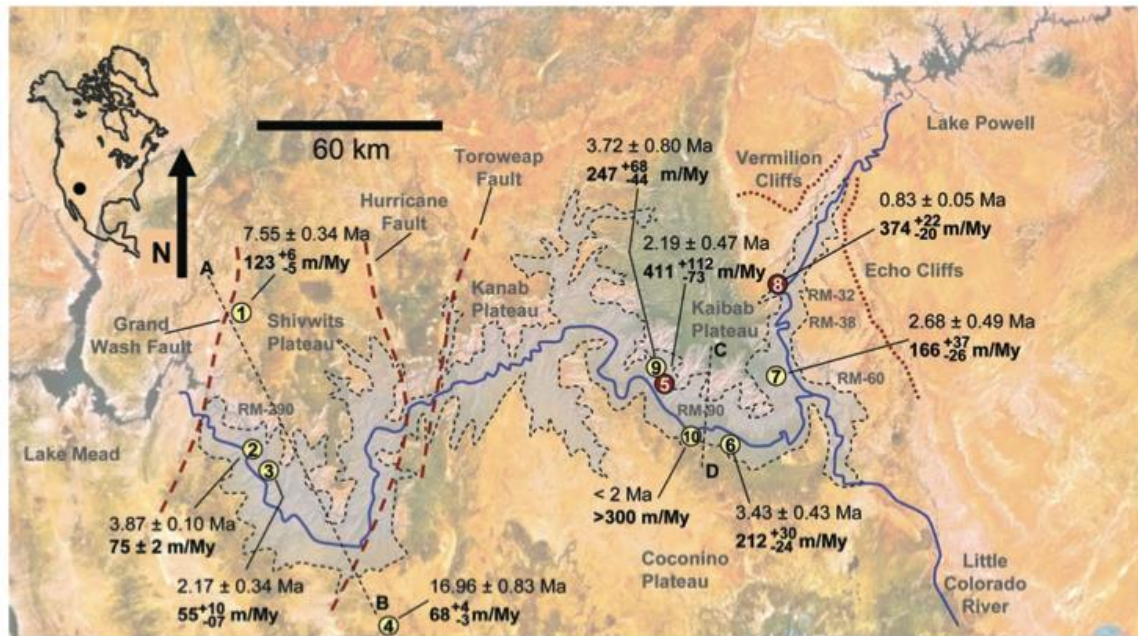 Lake Powell
60 km
Toroweap
Fault
3.72 ± 0.80 Ma
247 +68 -44 m/My
Vermilion
Cliffs
0.83 ± 0.05 Ma
374 +22 -20 m/My
Hurricane
Fault
N
7.55 ± 0.34 Ma
123 +6 -5 m/My
A
2.19 ± 0.47 Ma
411 +112 -73 m/My
Echo Cliffs
8
RM-32
RM-38
Kanab
Plateau
Kaibab
Plateau
1
Grand
Wash Fault
Shivwits
Plateau
2.68 ± 0.49 Ma
166 +37 -26 m/My
C
9
5
7
RM-60
RM-290
RM-90
Lake Mead
2
3
10
6
D
3.87 ± 0.10 Ma
75 ± 2 m/My
< 2 Ma
>300 m/My
3.43 ± 0.43 Ma
212 +30 -24 m/My
2.17 ± 0.34 Ma
55 +10 -07 m/My
B
4
16.96 ± 0.83 Ma
68 +4 -3 m/My
Coconino
Plateau
Little
Colorado
River